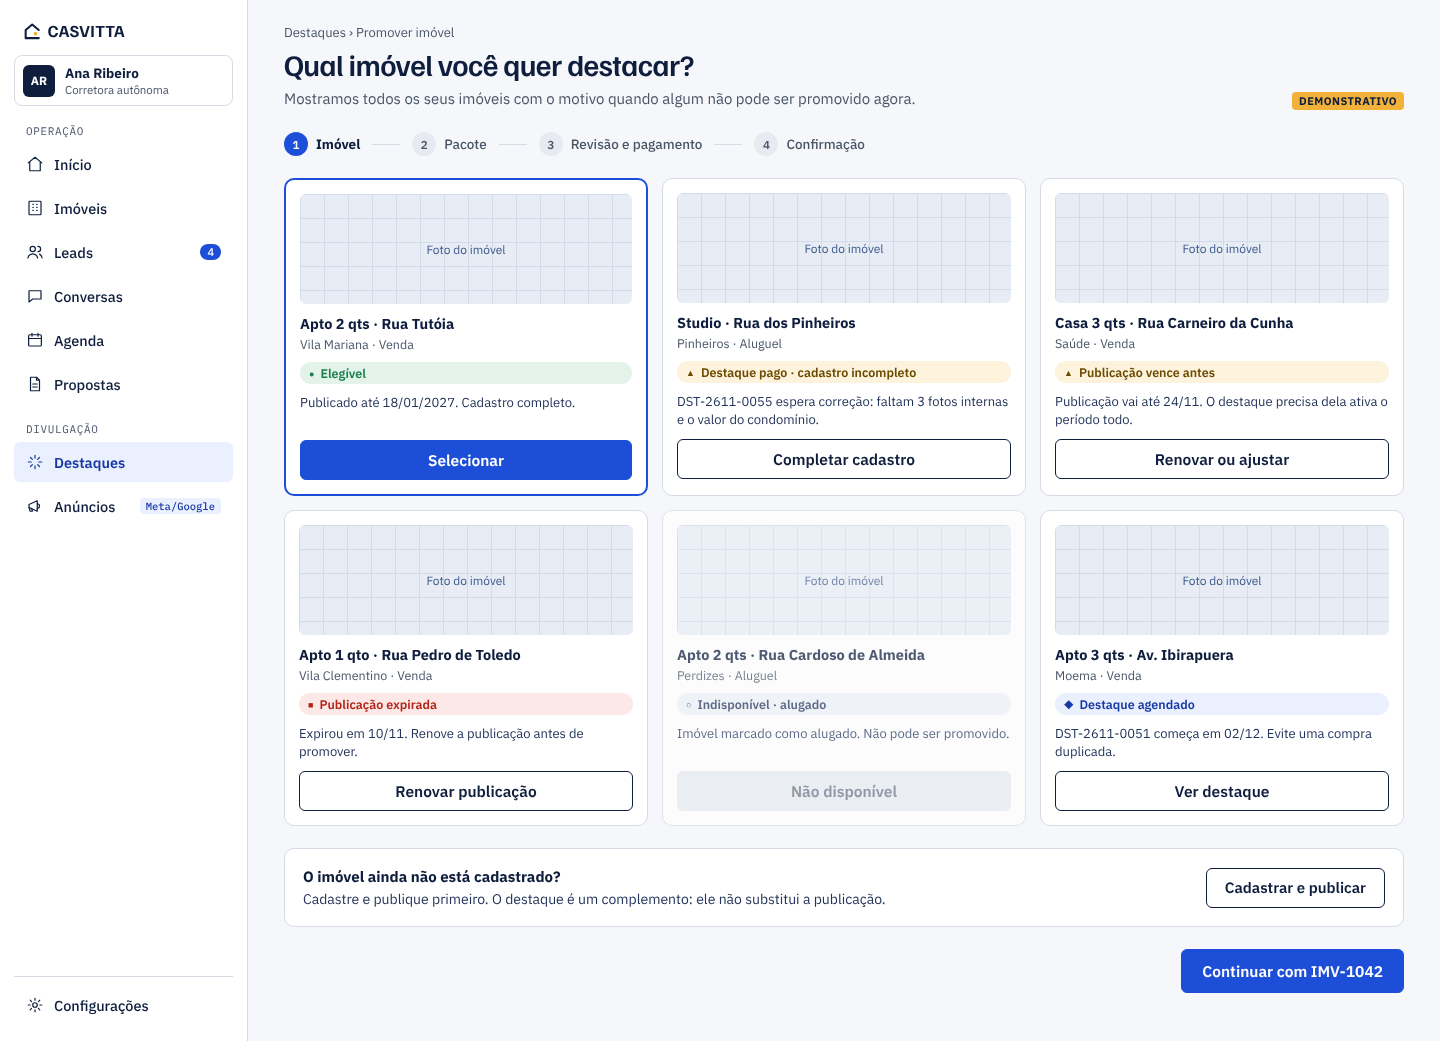 CASVITTA
AR
Ana Ribeiro
Corretora autônoma
OPERAÇÃO
Início
Imóveis
Leads
4
Conversas
Agenda
Propostas
DIVULGAÇÃO
Destaques
Anúncios
Meta/Google
Configurações
Destaques › Promover imóvel
Qual imóvel você quer destacar?
Mostramos todos os seus imóveis com o motivo quando algum não pode ser promovido agora.
DEMONSTRATIVO
1 Imóvel
2 Pacote
3 Revisão e pagamento
4 Confirmação
Foto do imóvel
Apto 2 qts · Rua Tutóia
Vila Mariana · Venda
● Elegível
Publicado até 18/01/2027. Cadastro completo.
Selecionar
Foto do imóvel
Studio · Rua dos Pinheiros
Pinheiros · Aluguel
▲ Destaque pago · cadastro incompleto
DST-2611-0055 espera correção: faltam 3 fotos internas
e o valor do condomínio.
Completar cadastro
Foto do imóvel
Casa 3 qts · Rua Carneiro da Cunha
Saúde · Venda
▲ Publicação vence antes
Publicação vai até 24/11. O destaque precisa dela ativa o
período todo.
Renovar ou ajustar
Foto do imóvel
Apto 1 qto · Rua Pedro de Toledo
Vila Clementino · Venda
■ Publicação expirada
Expirou em 10/11. Renove a publicação antes de
promover.
Renovar publicação
Foto do imóvel
Apto 2 qts · Rua Cardoso de Almeida
Perdizes · Aluguel
○ Indisponível · alugado
Imóvel marcado como alugado. Não pode ser promovido.
Não disponível
Foto do imóvel
Apto 3 qts · Av. Ibirapuera
Moema · Venda
◆ Destaque agendado
DST-2611-0051 começa em 02/12. Evite uma compra
duplicada.
Ver destaque
O imóvel ainda não está cadastrado?
Cadastre e publique primeiro. O destaque é um complemento: ele não substitui a publicação.
Cadastrar e publicar
Continuar com IMV-1042